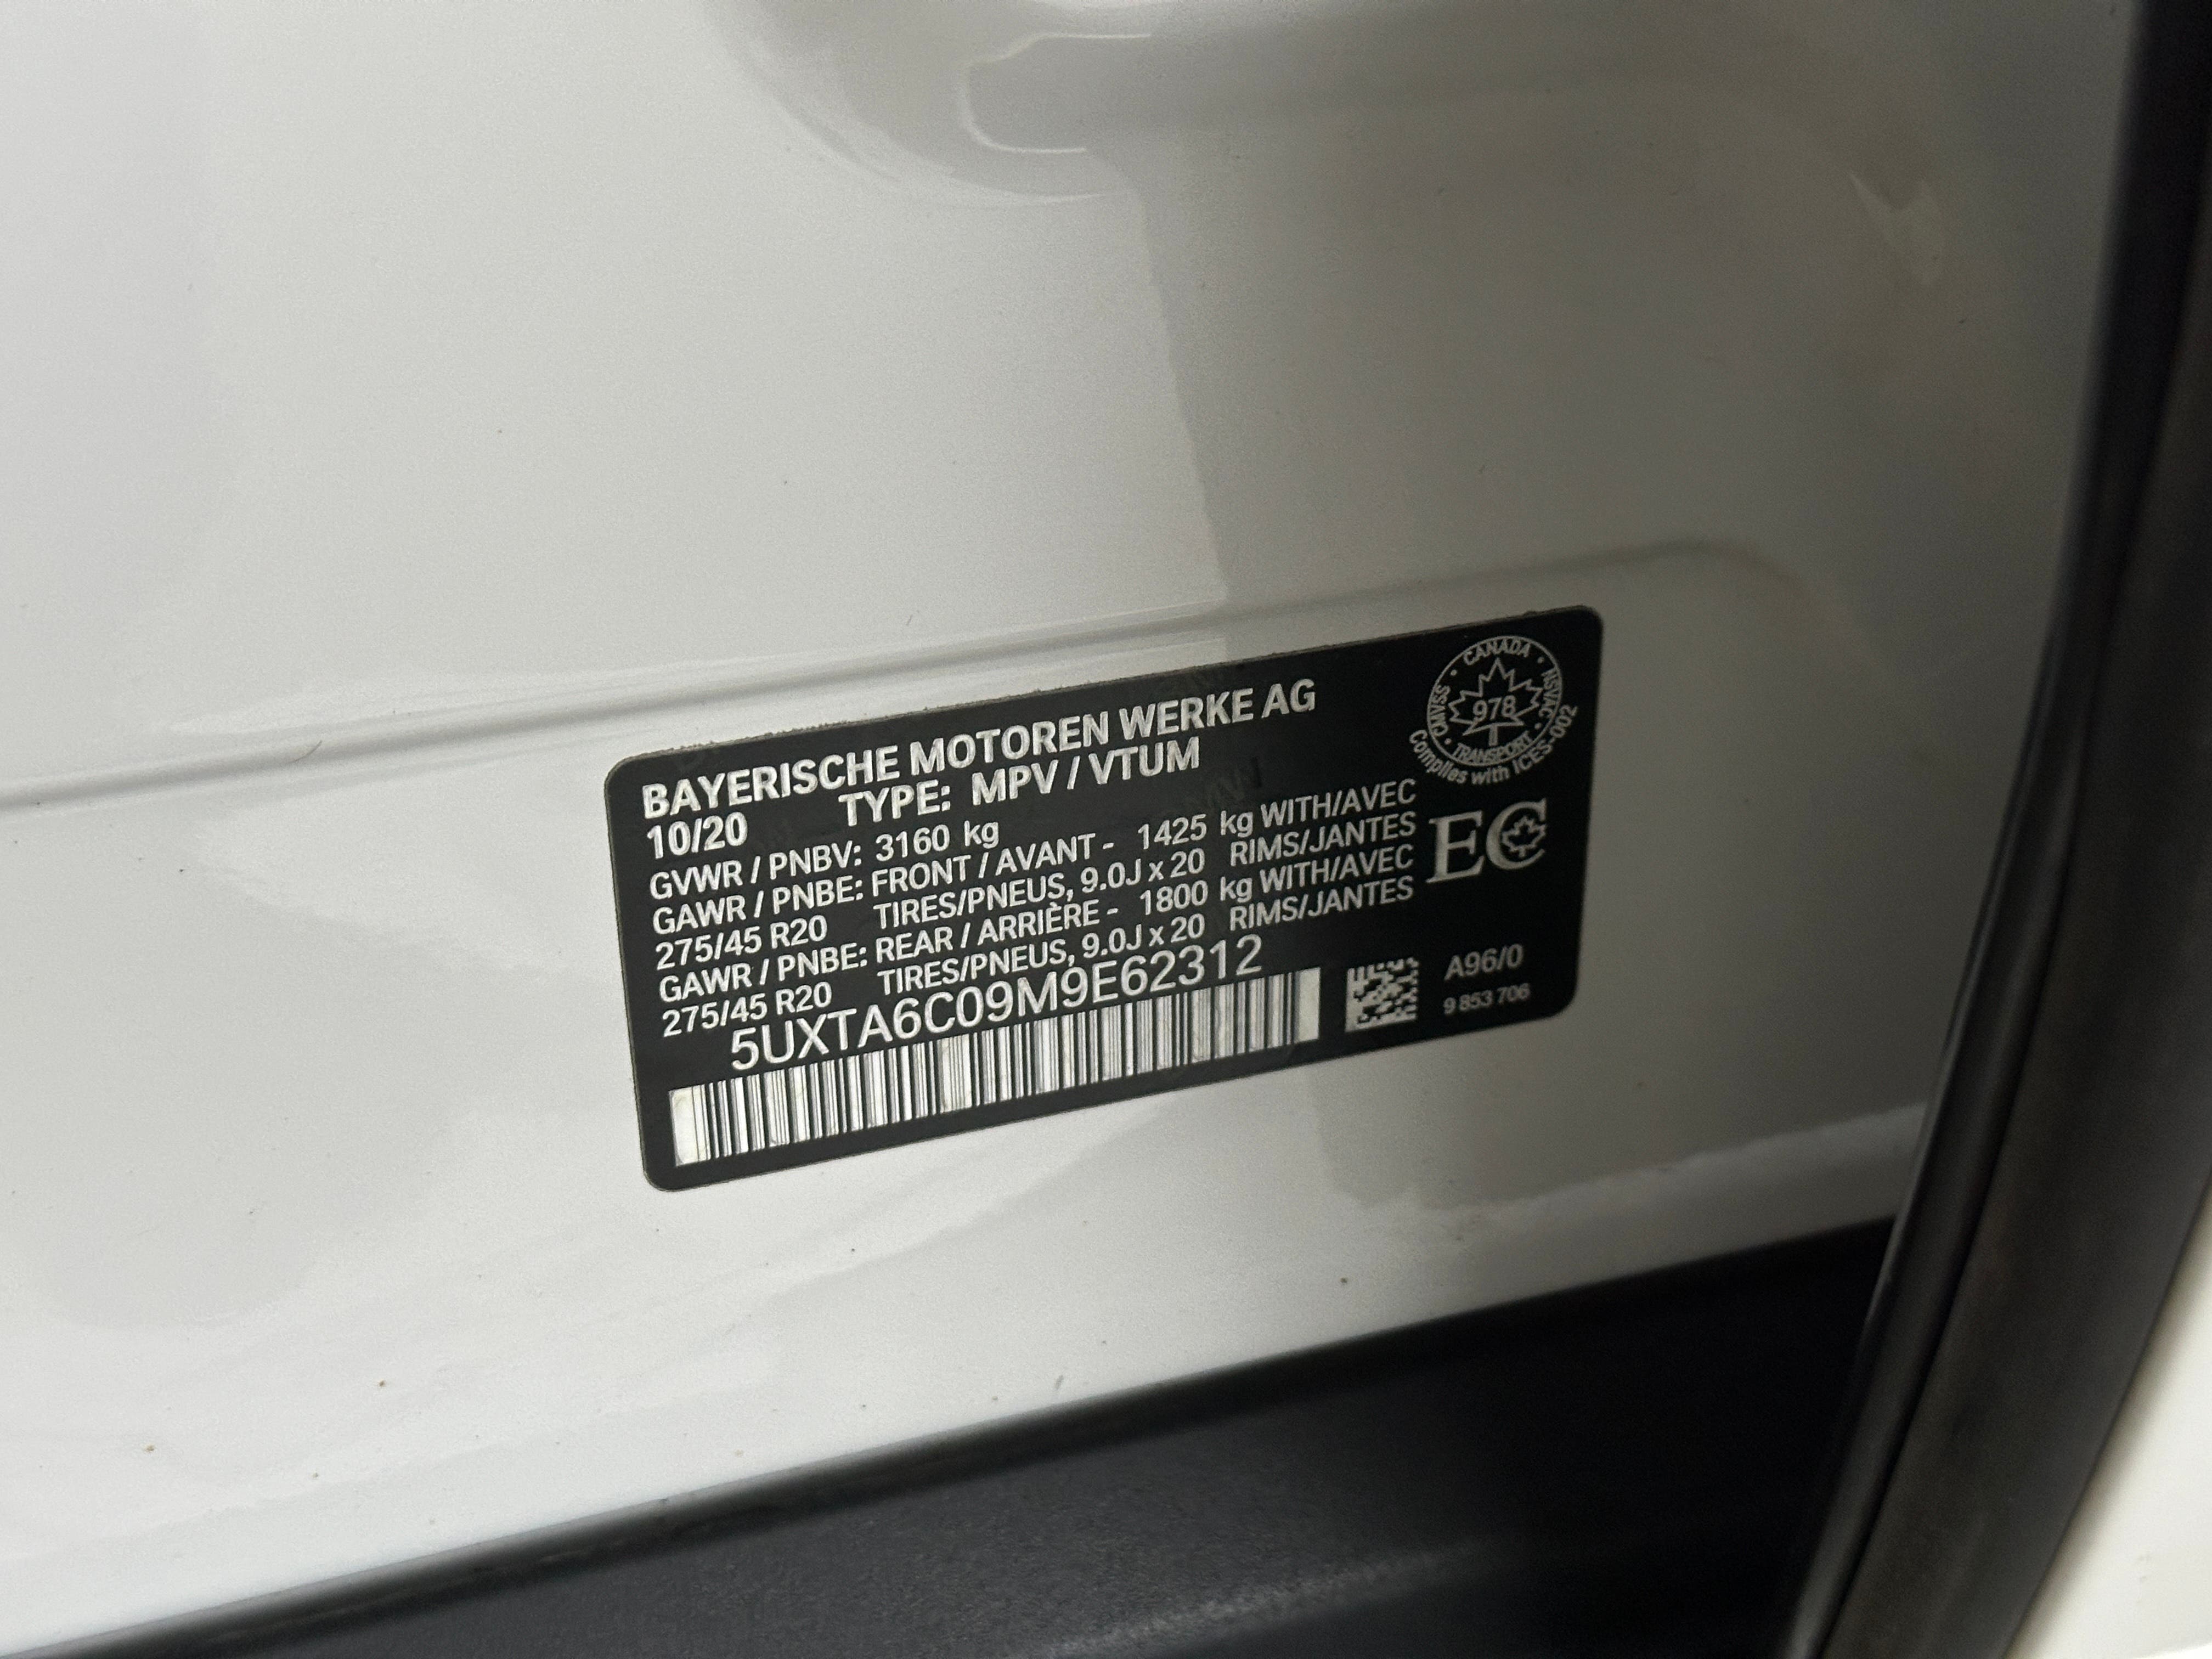 BAYERISCHE MOTOREN WERKE AG
10/20 TYPE: MPV / VTUM
GVWR / PNBV: 3160 kg
GAWR / PNBE: FRONT / AVANT - 1425 kg WITH/AVEC
275/45 R20 TIRES/PNEUS, 9.0J x 20 RIMS/JANTES
GAWR / PNBE: REAR / ARRIÈRE - 1800 kg WITH/AVEC
275/45 R20 TIRES/PNEUS, 9.0J x 20 RIMS/JANTES
5UXTA6C09M9E62312
CANADA
NSVAC
CMVSS
978
TRANSPORT
Complies with ICES-002
EC
A96/0
9 853 706